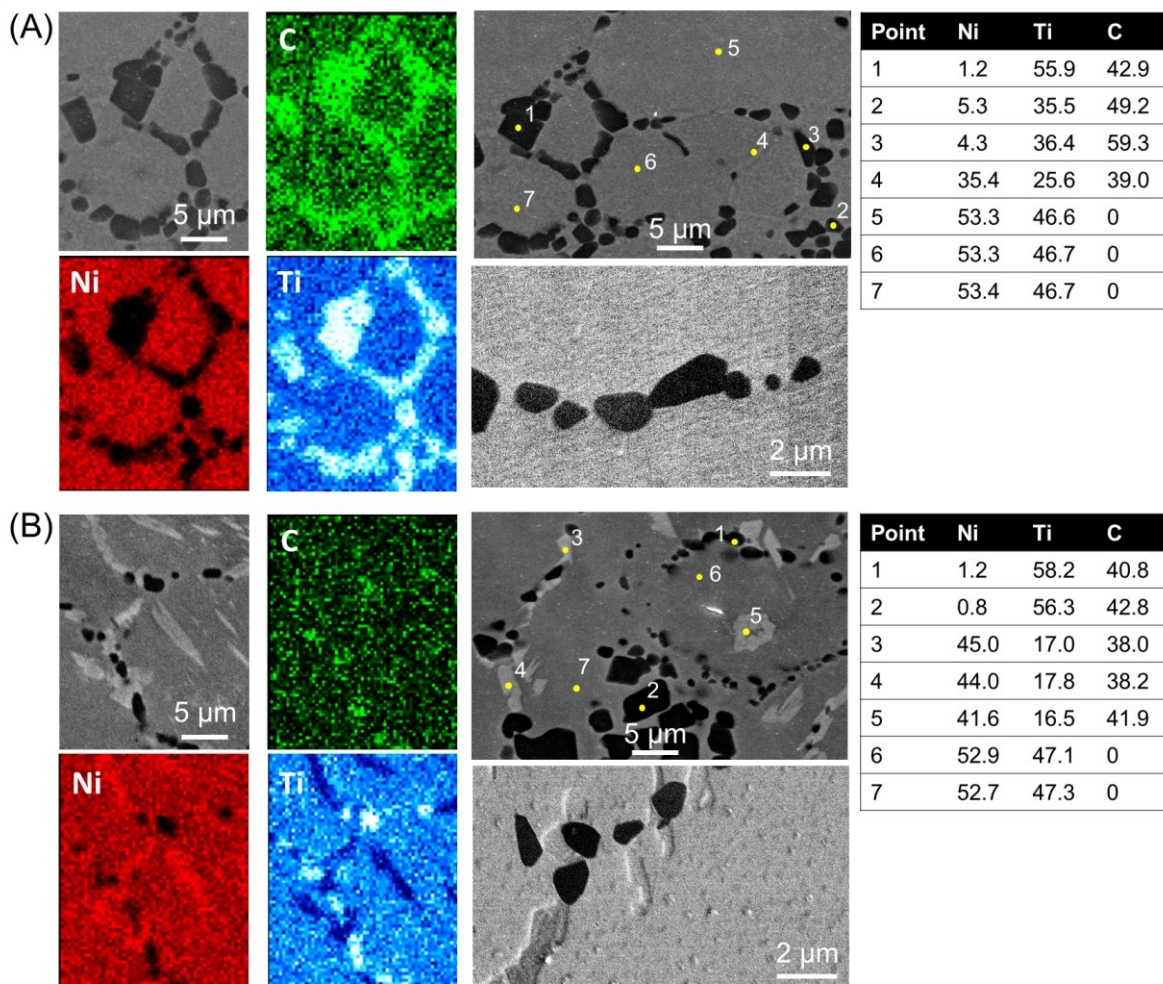 (A)
C
5 μm
Ni
Ti
5
1
3
4
6
7
2
5 μm
2 μm
Point Ni Ti C
1 1.2 55.9 42.9
2 5.3 35.5 49.2
3 4.3 36.4 59.3
4 35.4 25.6 39.0
5 53.3 46.6 0
6 53.3 46.7 0
7 53.4 46.7 0
(B)
C
5 μm
Ni
Ti
3
1
6
5
4
7
2
5 μm
2 μm
Point Ni Ti C
1 1.2 58.2 40.8
2 0.8 56.3 42.8
3 45.0 17.0 38.0
4 44.0 17.8 38.2
5 41.6 16.5 41.9
6 52.9 47.1 0
7 52.7 47.3 0